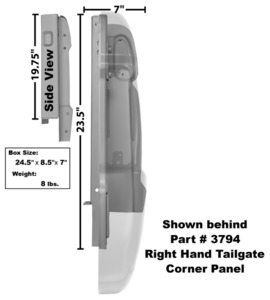 Shown behind
Part # 3794
Right Hand Tailgate
Corner Panel
7"
23.5"
Side View
19.75"
Box Size:
24.5" x 8.5"x 7"
Weight:
8 lbs.